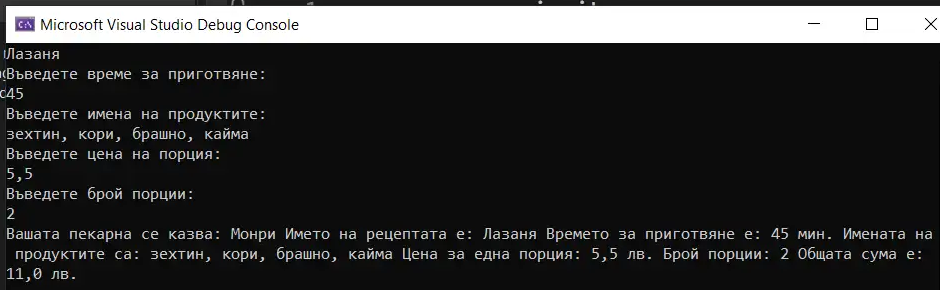 Microsoft Visual Studio Debug Console
Лазаня
Въведете време за приготвяне:
45
Въведете имена на продуктите:
зехтин, кори, брашно, кайма
Въведете цена на порция:
5,5
Въведете брой порции:
2
Вашата пекарна се казва: Монри Името на рецептата е: Лазаня Времето за приготвяне е: 45 мин. Имената на
продуктите са: зехтин, кори, брашно, кайма Цена за една порция: 5,5 лв. Брой порции: 2 Общата сума е:
11,0 лв.